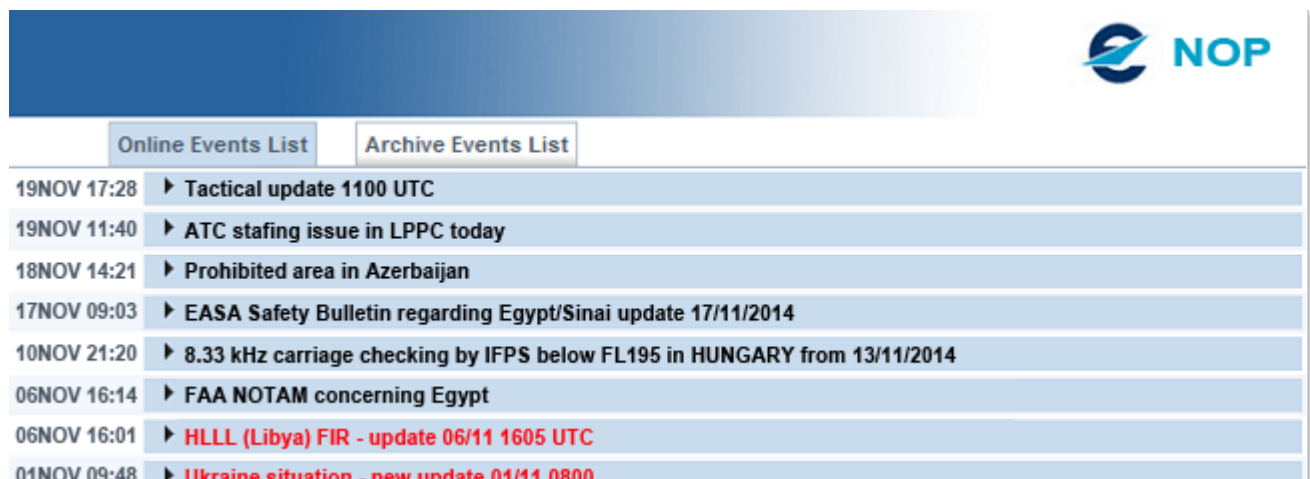 NOP
Online Events List Archive Events List
19NOV 17:28 Tactical update 1100 UTC
19NOV 11:40 ATC stafing issue in LPPC today
18NOV 14:21 Prohibited area in Azerbaijan
17NOV 09:03 EASA Safety Bulletin regarding Egypt/Sinai update 17/11/2014
10NOV 21:20 8.33 kHz carriage checking by IFPS below FL195 in HUNGARY from 13/11/2014
06NOV 16:14 FAA NOTAM concerning Egypt
06NOV 16:01 HLLL (Libya) FIR - update 06/11 1605 UTC
01NOV 09:48 Ukraine situation - new update 01/11 0800